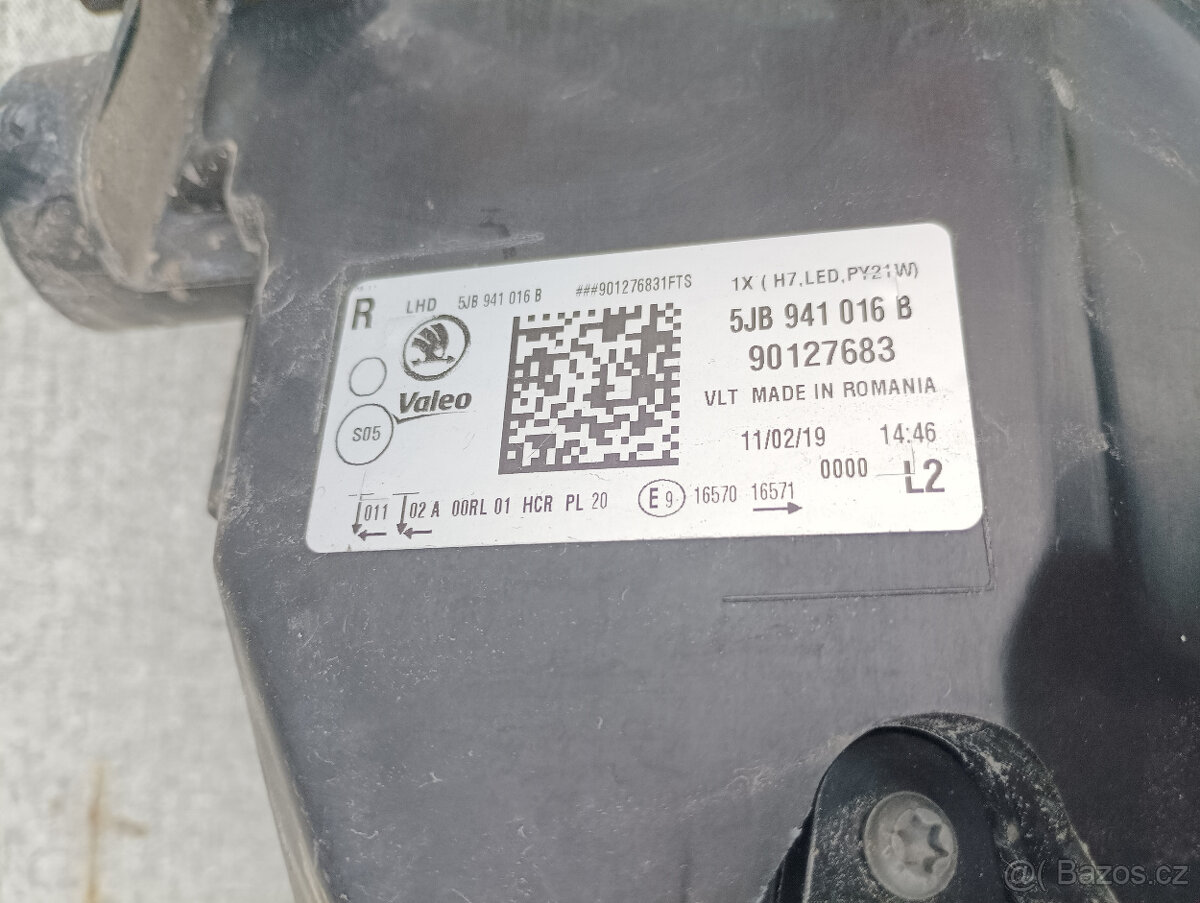 R LHD 5JB 941 016 B ###901276831FTS 1X ( H7,LED,PY21W)
5JB 941 016 B
90127683
Valeo
VLT MADE IN ROMANIA
S05
11/02/19 14:46
0000 L2
011 02 A 00RL 01 HCR PL 20 E 9 16570 16571
@( Bazos.cz